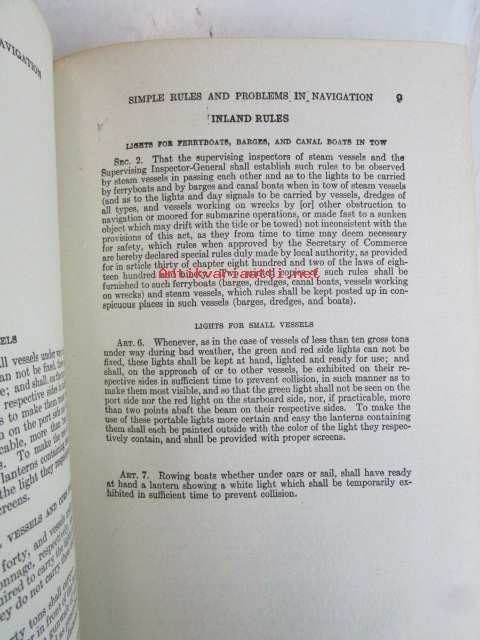 AVIGATION
SIMPLE RULES AND PROBLEMS IN NAVIGATION 9
INLAND RULES
LIGHTS FOR FERRYBOATS, BARGES, AND CANAL BOATS IN TOW
SEC. 2. That the supervising inspectors of steam vessels and the
Supervising Inspector-General shall establish such rules to be observed
by steam vessels in passing each other and as to the lights to be carried
by ferryboats and by barges and canal boats when in tow of steam vessels
(and as to the lights and day signals to be carried by vessels, dredges of
all types, and vessels working on wrecks by [or] other obstruction to
navigation or moored for submarine operations, or made fast to a sunken
object which may drift with the tide or be towed) not inconsistent with the
provisions of this act, as they from time to time may deem necessary
for safety, which rules when approved by the Secretary of Commerce
are hereby declared special rules duly made by local authority, as provided
for in article thirty of chapter eight hundred and two of the laws of eigh-
teen hundred and ninety. Two printed copies of such rules shall be
furnished to such ferryboats (barges, dredges, canal boats, vessels working
on wrecks) and steam vessels, which rules shall be kept posted up in con-
spicuous places in such vessels (barges, dredges, and boats).
antikvariaatti.net
LIGHTS FOR SMALL VESSELS
ART. 6. Whenever, as in the case of vessels of less than ten gross tons
under way during bad weather, the green and red side lights can not be
fixed, these lights shall be kept at hand, lighted and ready for use; and
shall, on the approach of or to other vessels, be exhibited on their re-
spective sides in sufficient time to prevent collision, in such manner as to
make them most visible, and so that the green light shall not be seen on the
port side nor the red light on the starboard side, nor, if practicable, more
than two points abaft the beam on their respective sides. To make the
use of these portable lights more certain and easy the lanterns containing
them shall each be painted outside with the color of the light they respec-
tively contain, and shall be provided with proper screens.
ART. 7. Rowing boats whether under oars or sail, shall have ready
at hand a lantern showing a white light which shall be temporarily ex-
hibited in sufficient time to prevent collision.